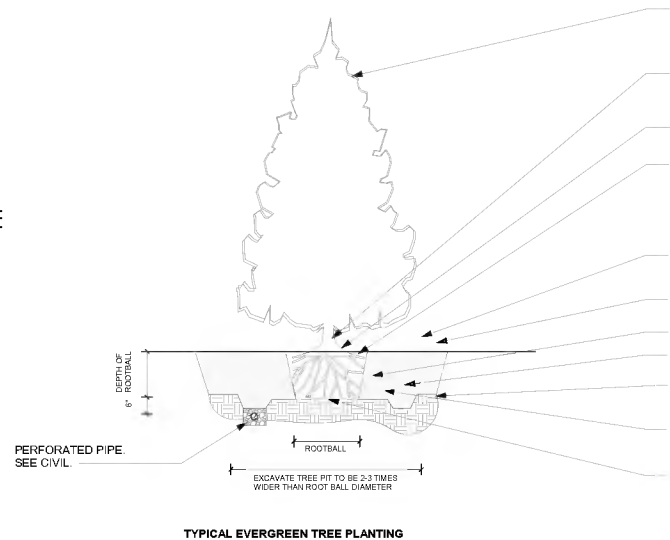 DEPTH OF
ROOTBALL
6"
PERFORATED PIPE.
SEE CIVIL.
ROOTBALL
EXCAVATE TREE PIT TO BE 2-3 TIMES
WIDER THAN ROOT BALL DIAMETER
TYPICAL EVERGREEN TREE PLANTING